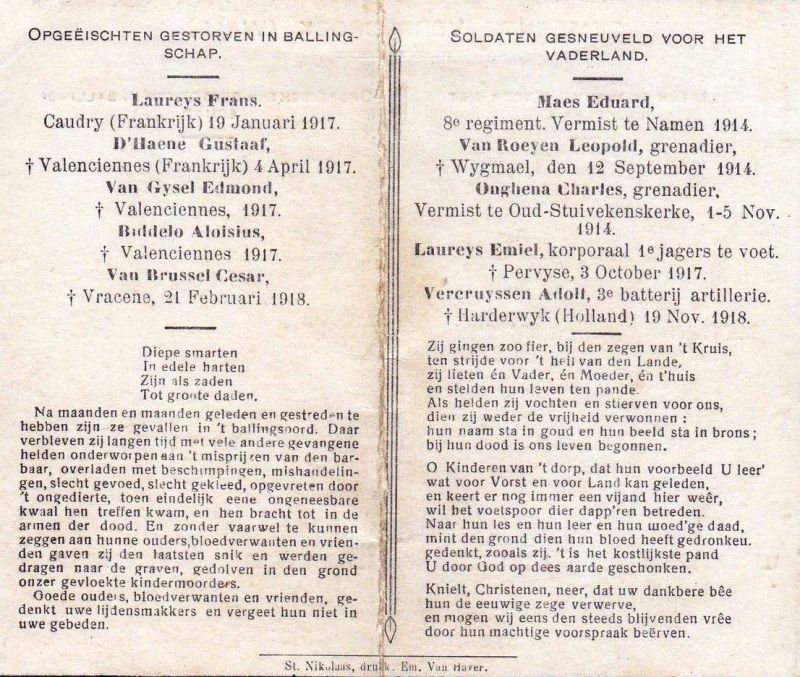 OPGEËISCHTEN GESTORVEN IN BALLING-
SCHAP.
Laureys Frans.
Caudry (Frankrijk) 19 Januari 1917.
D'Haene Gustaaf,
† Valenciennes (Frankrijk) 4 April 1917.
Van Gysel Edmond,
† Valenciennes, 1917.
Biddelo Aloisius,
† Valenciennes 1917.
Van Brussel Cesar,
† Vracene, 21 Februari 1918.
Diepe smarten
In edele harten
Zijn als zaden
Tot groote daden.
Na maanden en maanden geleden en gestreden te
hebben zijn ze gevallen in 't ballingsoord. Daar
verbleven zij langen tijd met vele andere gevangene
helden onderworpen aan 't misprijzen van den bar-
baar, overladen met beschimpingen, mishandelin-
gen, slecht gevoed, slecht gekleed, opgevreten door
't ongedierte, toen eindelijk eene ongeneesbare
kwaal hen treffen kwam, en hen bracht tot in de
armen der dood. En zonder vaarwel te kunnen
zeggen aan hunne ouders, bloedverwanten en vrien-
den gaven zij den laatsten snik en werden ge-
dragen naar de graven, gedolven in den grond
onzer gevloekte kindermoorders.
Goede ouders, bloedverwanten en vrienden, ge-
denkt uwe lijdensmakkers en vergeet hun niet in
uwe gebeden.
SOLDATEN GESNEUVELD VOOR HET
VADERLAND.
Maes Eduard,
8e regiment. Vermist te Namen 1914.
Van Roeyen Leopold, grenadier,
† Wygmael, den 12 September 1914.
Onghena Charles, grenadier,
Vermist te Oud-Stuivekenskerke, 1-5 Nov.
1914.
Laureys Emiel, korporaal 1e jagers te voet.
† Pervyse, 3 October 1917.
Vercruyssen Adolf, 3e batterij artillerie.
† Harderwyk (Holland) 19 Nov. 1918.
Zij gingen zoo fier, bij den zegen van 't Kruis,
ten strijde voor 't heil van den Lande,
zij lieten én Vader, én Moeder, én t'huis
en stelden hun leven ten pande.
Als helden zij vochten en stierven voor ons,
dien zij weder de vrijheid verwonnen :
hun naam sta in goud en hun beeld sta in brons ;
bij hun dood is ons leven begonnen.
O Kinderen van 't dorp, dat hun voorbeeld U leer'
wat voor Vorst en voor Land kan geleden,
en keert er nog immer een vijand hier weêr,
wil het voetspoor dier dapp'ren betreden.
Naar hun les en hun leer en hun moed'ge daad,
mint den grond dien hun bloed heeft gedronken.
gedenkt, zooals zij. 't is het kostlijkste pand
U door God op dees aarde geschonken.
Knielt, Christenen, neer, dat uw dankbere bêe
hun de eeuwige zege verwerve,
en mogen wij eens den steeds blijvenden vrêe
door hun machtige voorspraak beërven.
St. Nikolaas, drukk. Em. Van Haver.